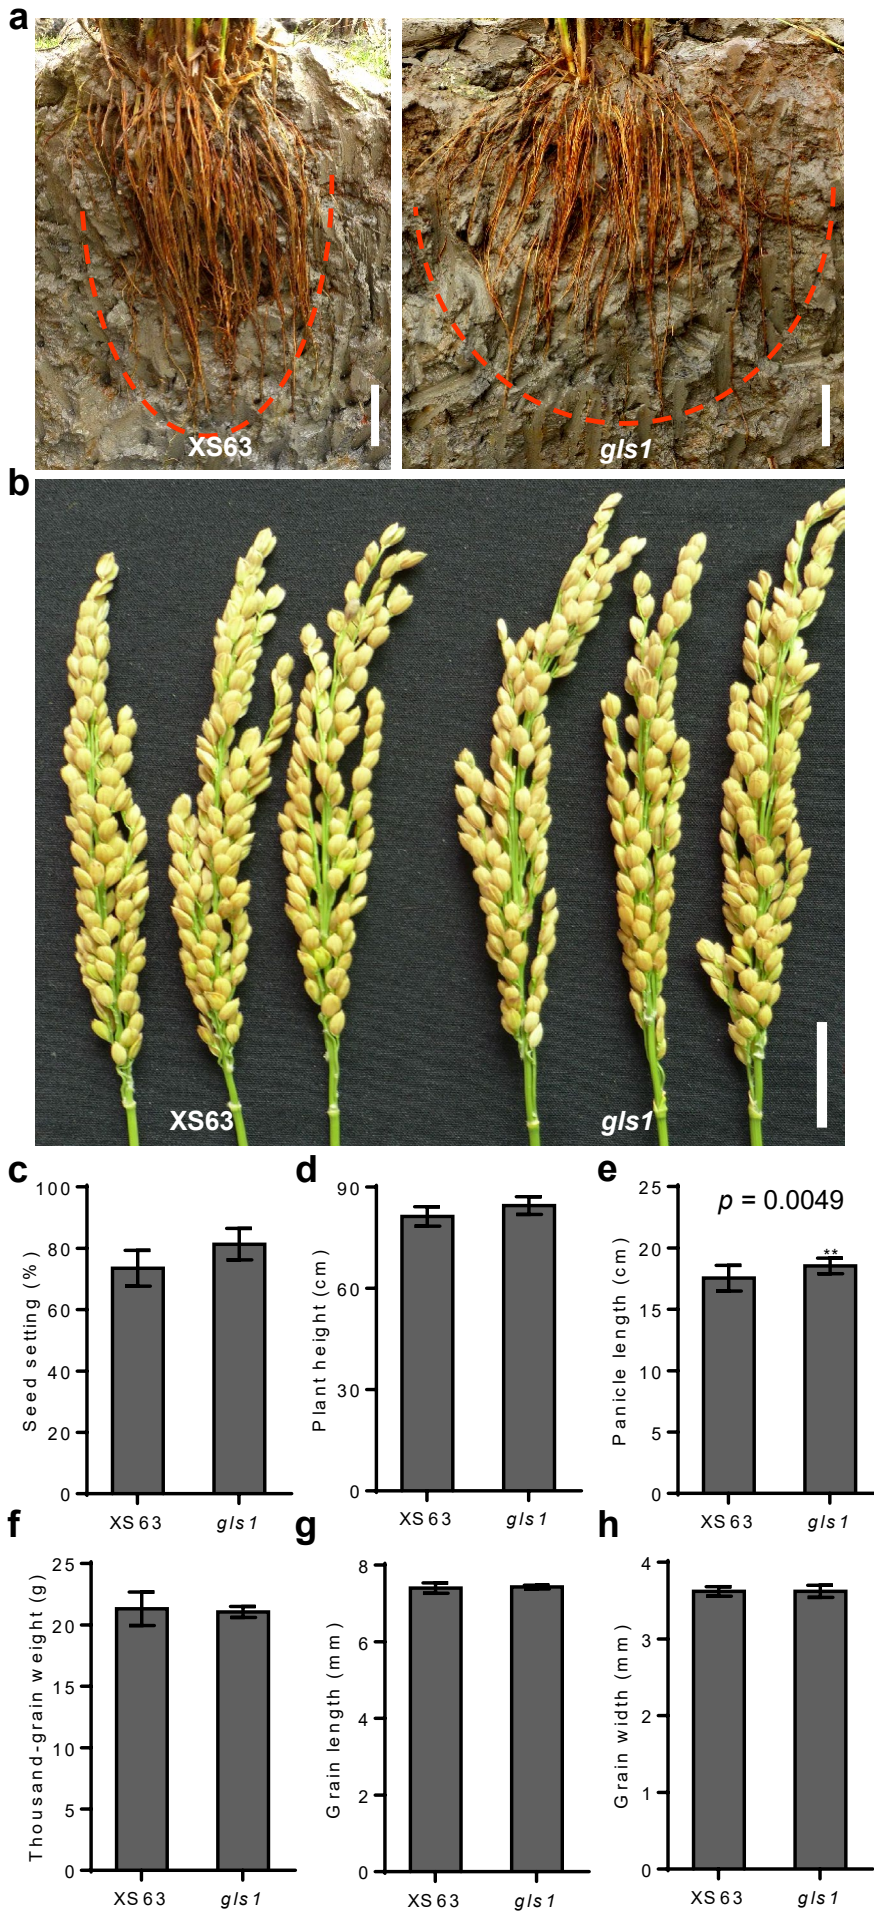 a
XS63
gls1
b
XS63
gls1
c
100
80
60
40
20
0
Seed setting (%)
XS63
gls1
d
90
60
30
0
Plant height (cm)
XS63
gls1
e
25
20
15
10
5
0
Panicle length (cm)
p = 0.0049
**
XS63
gls1
f
25
20
15
10
5
0
Thousand-grain weight (g)
XS63
gls1
g
8
6
4
2
0
Grain length (mm)
XS63
gls1
h
4
3
2
1
0
Grain width (mm)
XS63
gls1